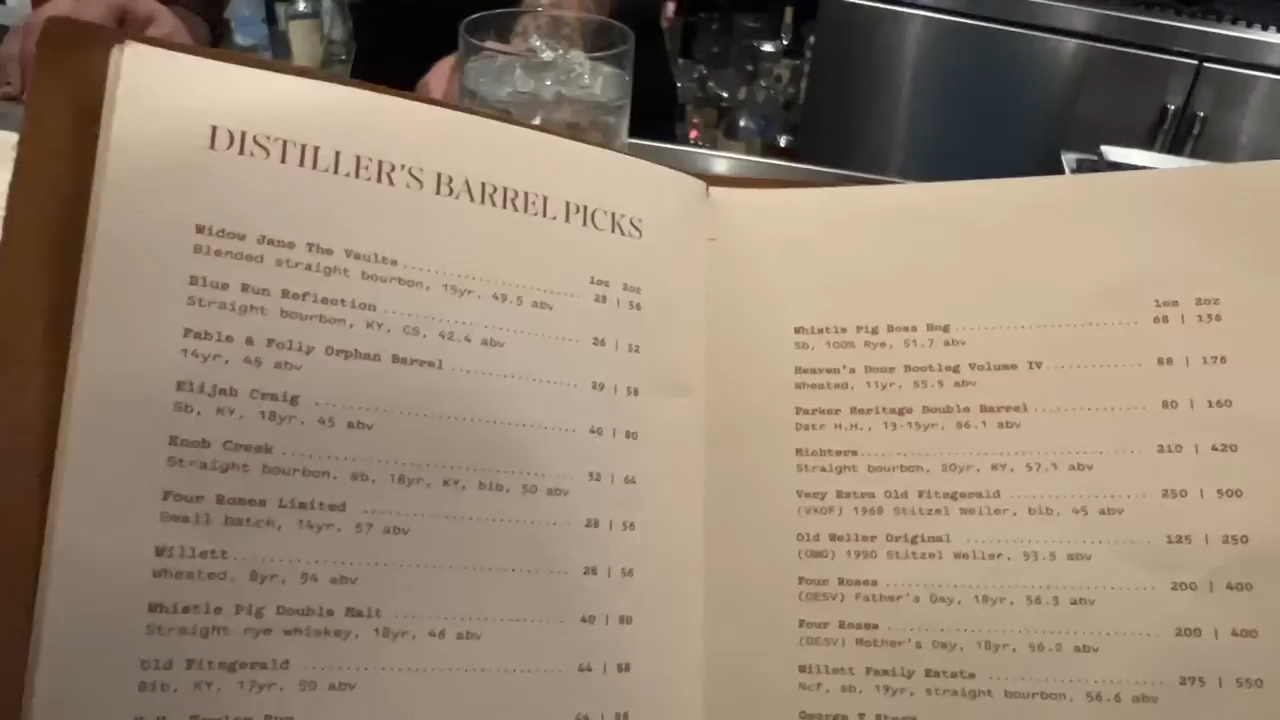 DISTILLER'S BARREL PICKS
1oz 2oz
Widow Jane The Vaults 28 | 56
Blended straight bourbon, 15yr, 49.5 abv
Blue Run Reflection 26 | 52
Straight bourbon, KY, CS, 42.4 abv
Fable & Folly Orphan Barrel 29 | 58
14yr, 45 abv
Elijah Craig 40 | 80
Sb, KY, 18yr, 45 abv
Knob Creek 32 | 64
Straight bourbon, sb, 18yr, KY, bib, 50 abv
Four Roses Limited 28 | 56
Small batch, 14yr, 57 abv
Willett 28 | 56
Wheated, 8yr, 54 abv
Whistle Pig Double Malt 40 | 80
Straight rye whiskey, 18yr, 46 abv
Old Fitzgerald 44 | 88
Bib, KY, 17yr, 50 abv
1oz 2oz
Whistle Pig Boss Hog 68 | 136
Sb, 100% Rye, 51.7 abv
Heaven's Door Bootleg Volume IV 88 | 176
Wheated, 11yr, 55.5 abv
Parker Heritage Double Barrel 80 | 160
Dstr H.H., 13-15yr, 66.1 abv
Michters 210 | 420
Straight bourbon, 20yr, KY, 57.1 abv
Very Extra Old Fitzgerald 250 | 500
(VXOF) 1968 Stitzel Weller, bib, 45 abv
Old Weller Original 125 | 250
(OWO) 1990 Stitzel Weller, 53.5 abv
Four Roses 200 | 400
(OESV) Father's Day, 18yr, 56.3 abv
Four Roses 200 | 400
(OESV) Mother's Day, 18yr, 56.2 abv
Willett Family Estate 275 | 550
Ncf, sb, 19yr, straight bourbon, 56.6 abv
George T Stagg